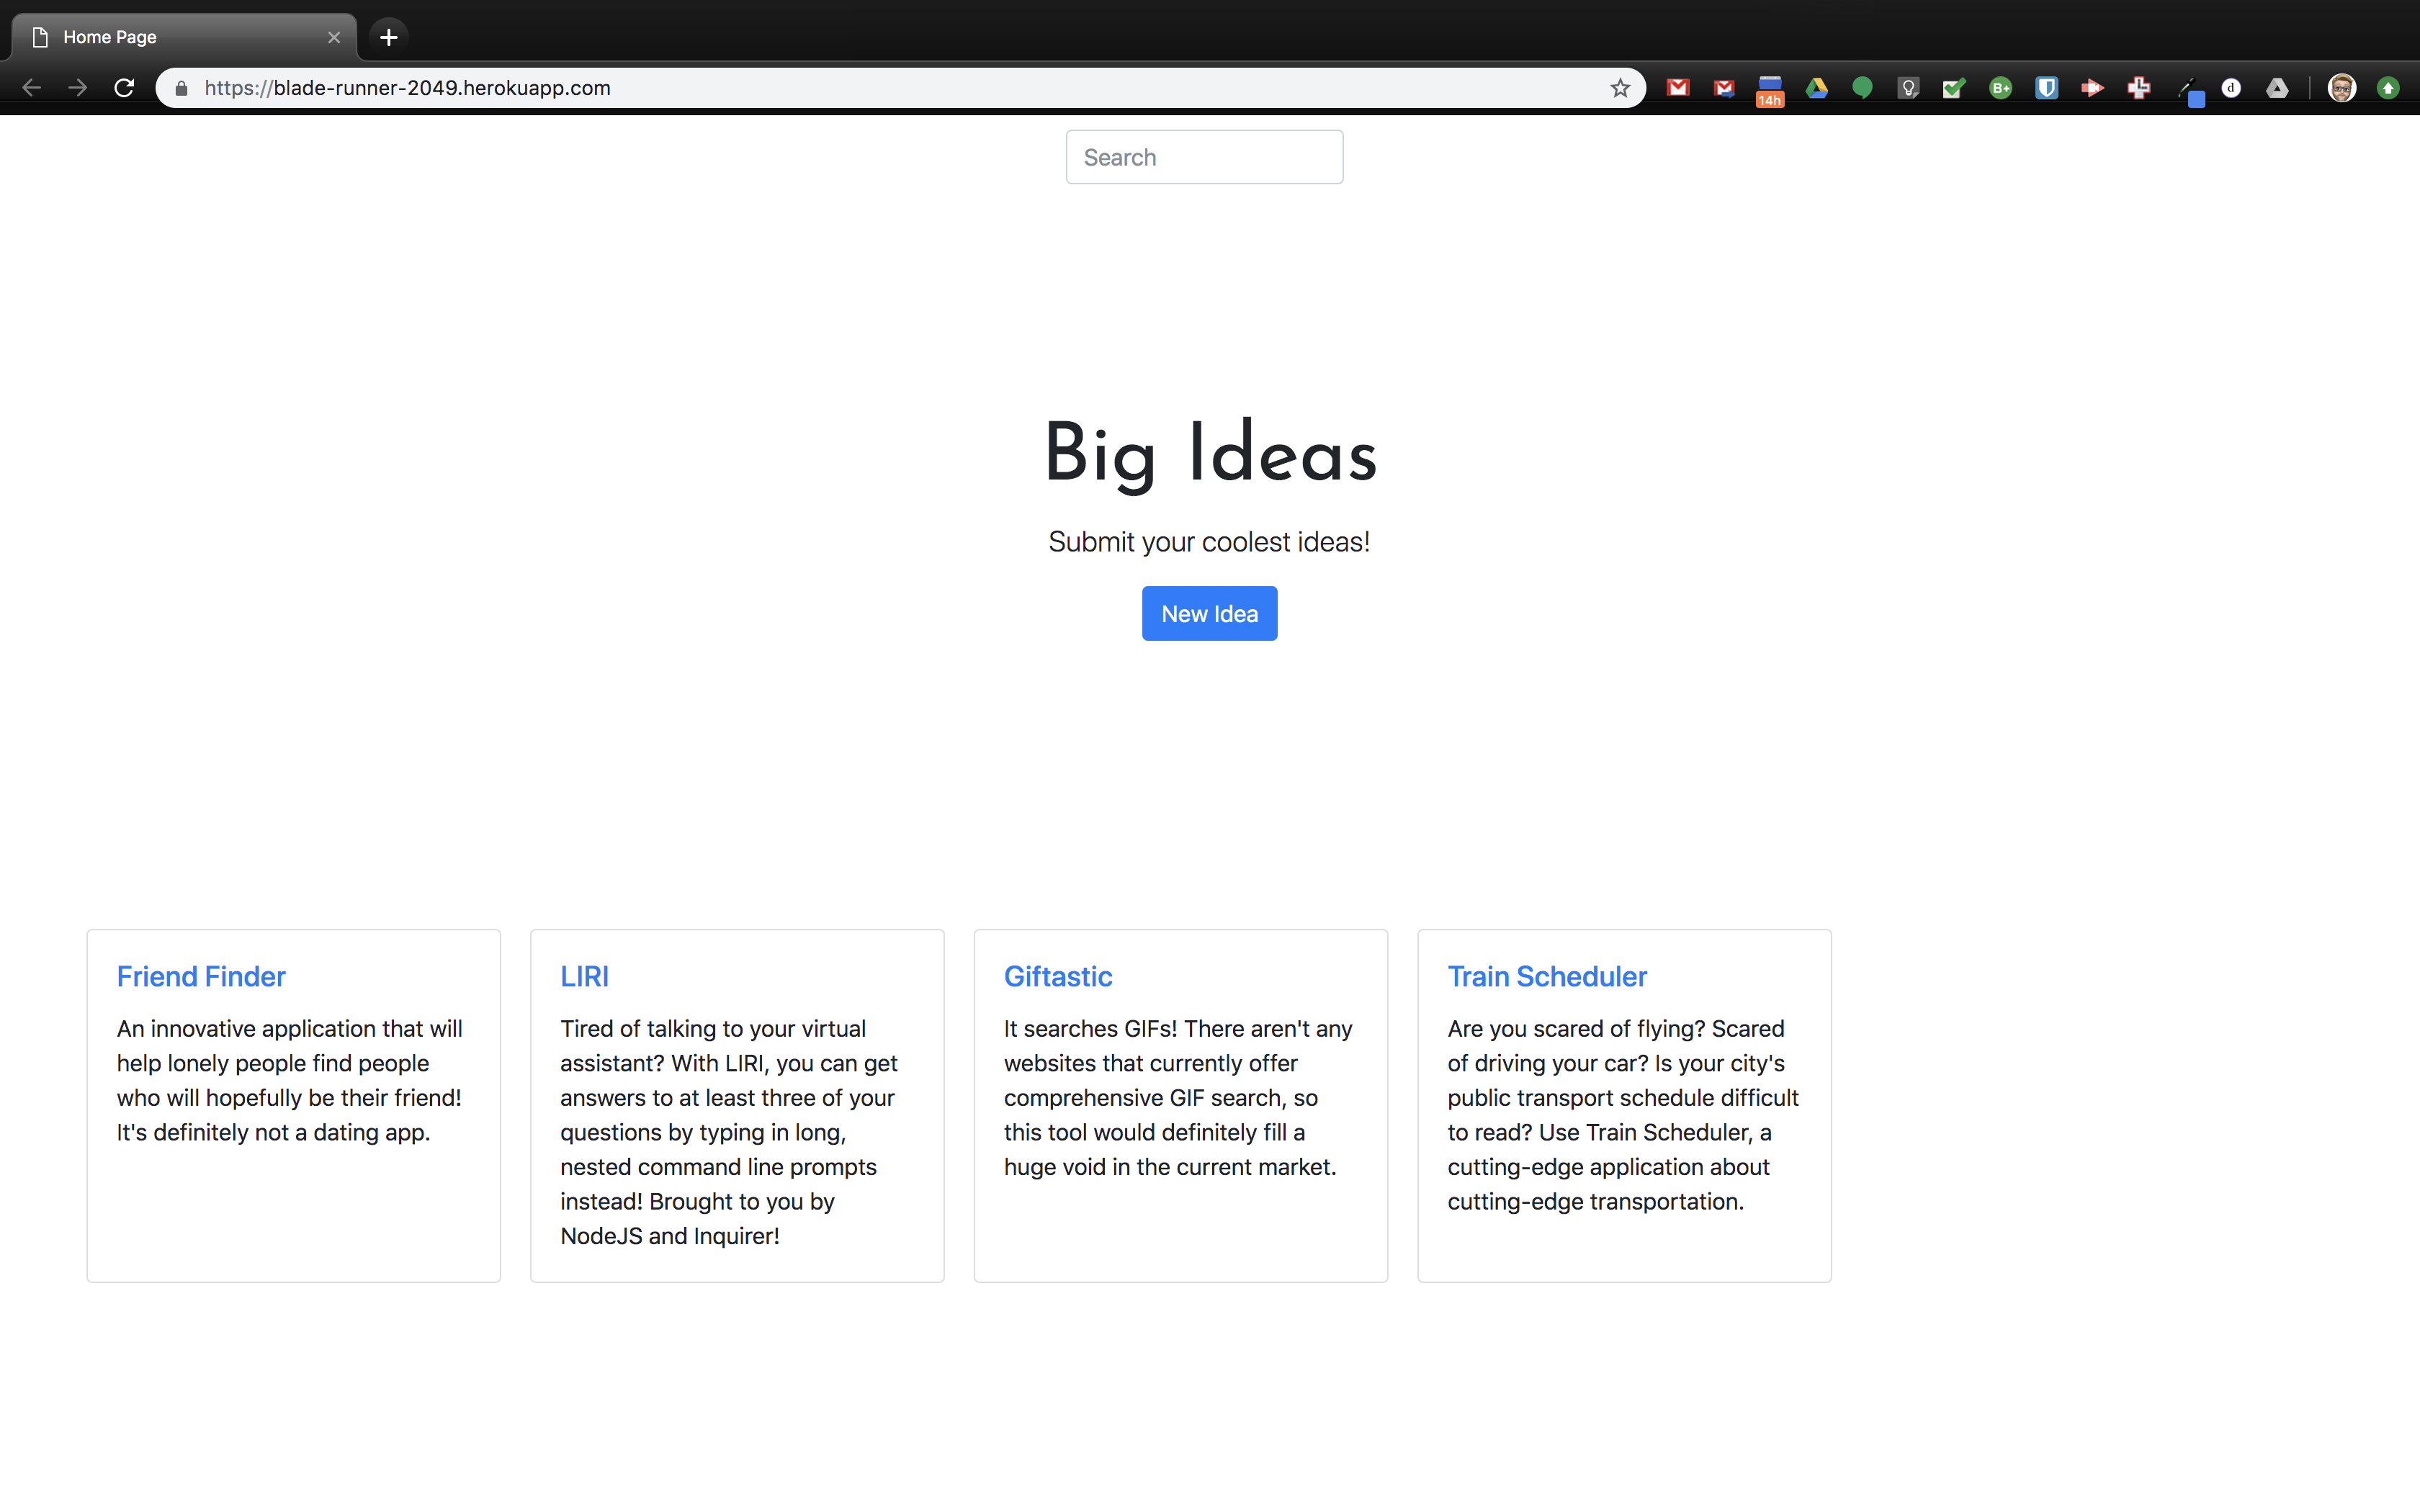 Home Page
https://blade-runner-2049.herokuapp.com
14h
B+
d
Search
Big Ideas
Submit your coolest ideas!
New Idea
Friend Finder
An innovative application that will
help lonely people find people
who will hopefully be their friend!
It's definitely not a dating app.
LIRI
Tired of talking to your virtual
assistant? With LIRI, you can get
answers to at least three of your
questions by typing in long,
nested command line prompts
instead! Brought to you by
NodeJS and Inquirer!
Giftastic
It searches GIFs! There aren't any
websites that currently offer
comprehensive GIF search, so
this tool would definitely fill a
huge void in the current market.
Train Scheduler
Are you scared of flying? Scared
of driving your car? Is your city's
public transport schedule difficult
to read? Use Train Scheduler, a
cutting-edge application about
cutting-edge transportation.